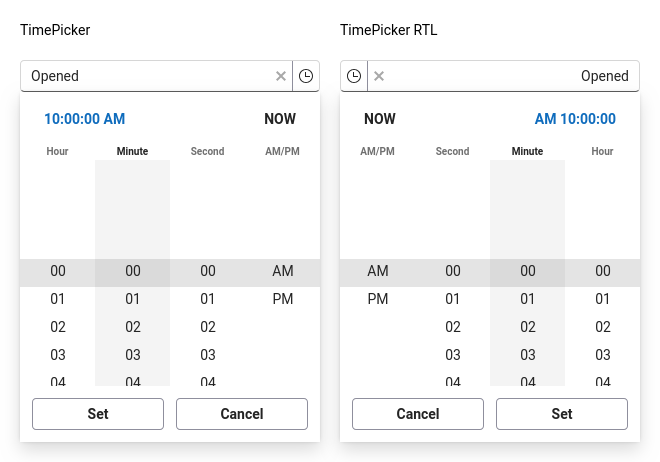 TimePicker
Opened
10:00:00 AM NOW
Hour Minute Second AM/PM
00 00 00 AM
01 01 01 PM
02 02 02
03 03 03
04 04 04
Set Cancel
TimePicker RTL
Opened
NOW AM 10:00:00
AM/PM Second Minute Hour
AM 00 00 00
PM 01 01 01
02 02 02
03 03 03
04 04 04
Cancel Set